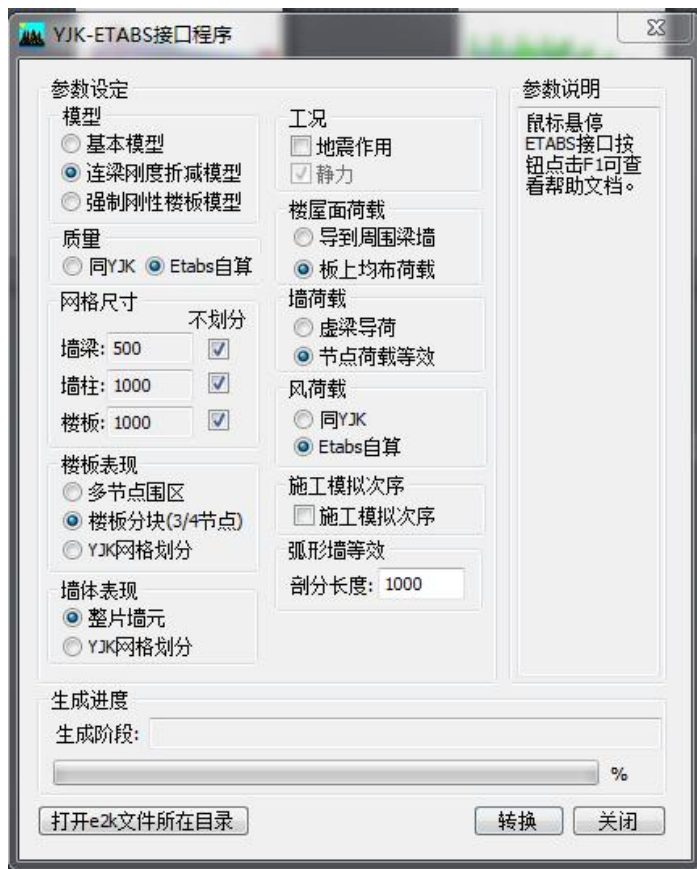 YJK-ETABS接口程序
参数设定
模型
基本模型
连梁刚度折减模型
强制刚性楼板模型
质量
同YJK Etabs自算
网格尺寸
不划分
墙梁: 500
墙柱: 1000
楼板: 1000
楼板表现
多节点围区
楼板分块(3/4节点)
YJK网格划分
墙体表现
整片墙元
YJK网格划分
工况
地震作用
静力
楼屋面荷载
导到周围梁墙
板上均布荷载
墙荷载
虚梁导荷
节点荷载等效
风荷载
同YJK
Etabs自算
施工模拟次序
施工模拟次序
弧形墙等效
剖分长度: 1000
参数说明
鼠标悬停
ETABS接口按
钮点击F1可查
看帮助文档。
生成进度
生成阶段:
%
打开e2k文件所在目录
转换
关闭